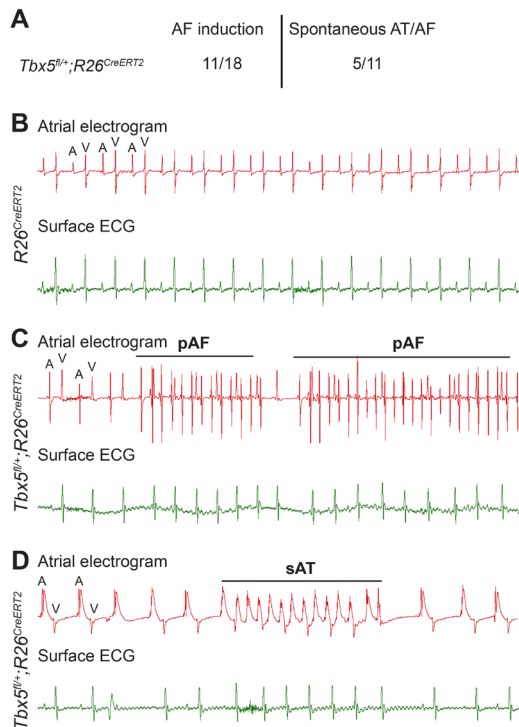 A
AF induction Spontaneous AT/AF
Tbx5fl/+;R26CreERT2 11/18 5/11
B
Atrial electrogram
A V A V A V
R26CreERT2
Surface ECG
C
Atrial electrogram
pAF pAF
A V A V
Tbx5fl/+;R26CreERT2
Surface ECG
D
Atrial electrogram
sAT
A A
V V
Tbx5fl/+;R26CreERT2
Surface ECG